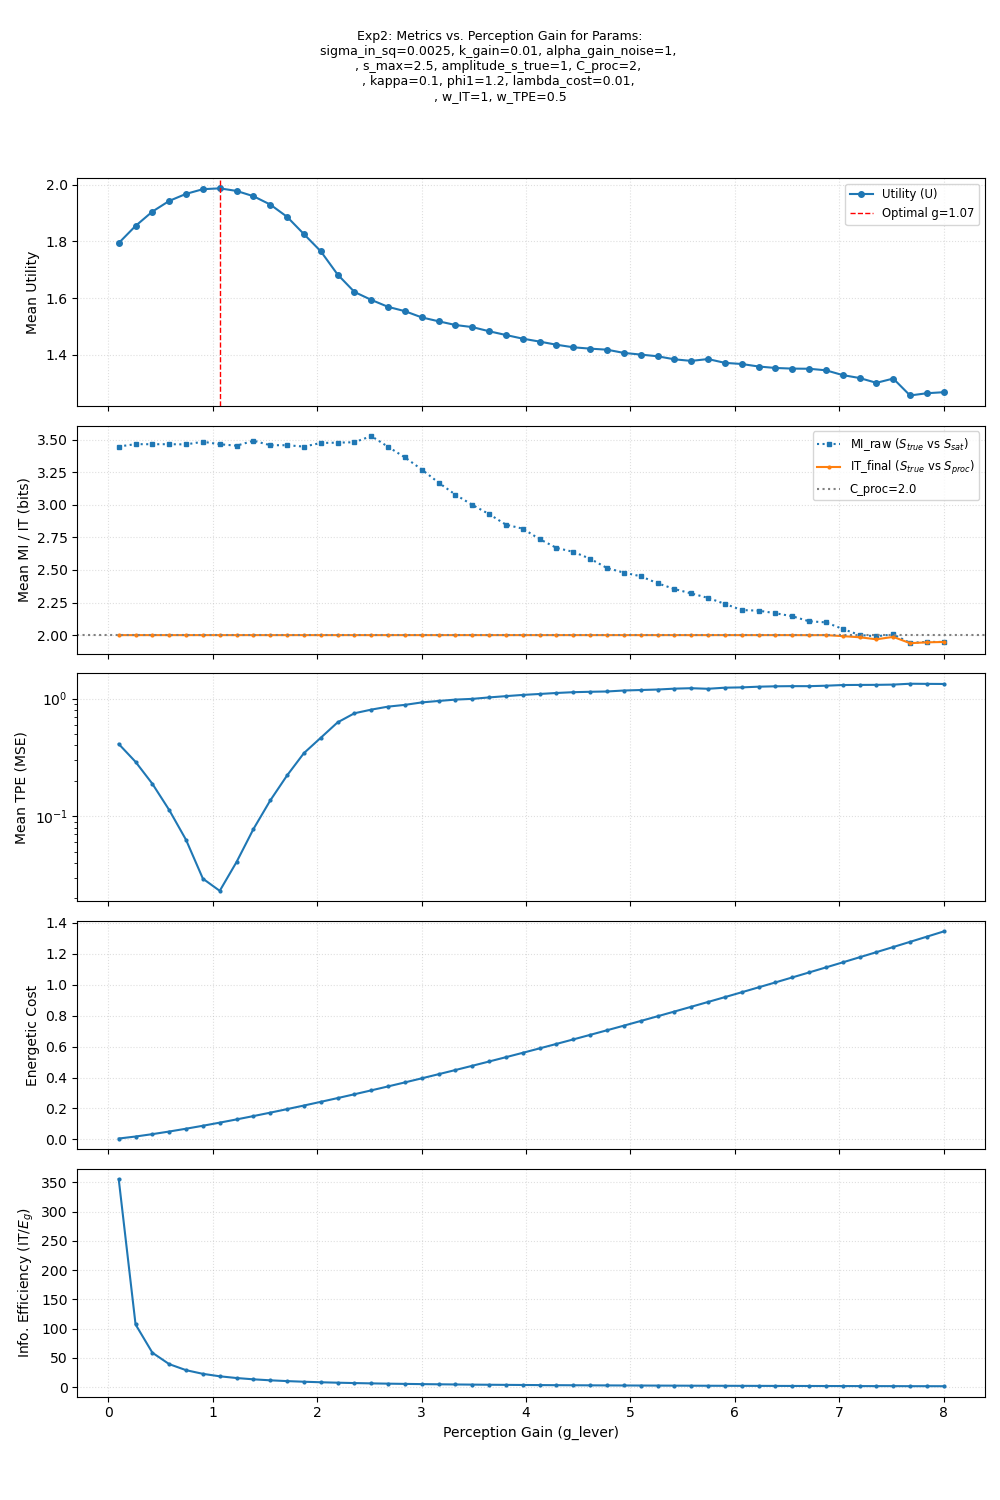 Exp2: Metrics vs. Perception Gain for Params:
sigma_in_sq=0.0025, k_gain=0.01, alpha_gain_noise=1,
, s_max=2.5, amplitude_s_true=1, C_proc=2,
, kappa=0.1, phi1=1.2, lambda_cost=0.01,
, w_IT=1, w_TPE=0.5
Mean Utility
2.0
1.8
1.6
1.4
Utility (U)
Optimal g=1.07
Mean MI / IT (bits)
3.50
3.25
3.00
2.75
2.50
2.25
2.00
MI_raw (S_true vs S_sat)
IT_final (S_true vs S_proc)
C_proc=2.0
Mean TPE (MSE)
10^0
10^−1
Energetic Cost
1.4
1.2
1.0
0.8
0.6
0.4
0.2
0.0
Info. Efficiency (IT/E_g)
350
300
250
200
150
100
50
0
0 1 2 3 4 5 6 7 8
Perception Gain (g_lever)